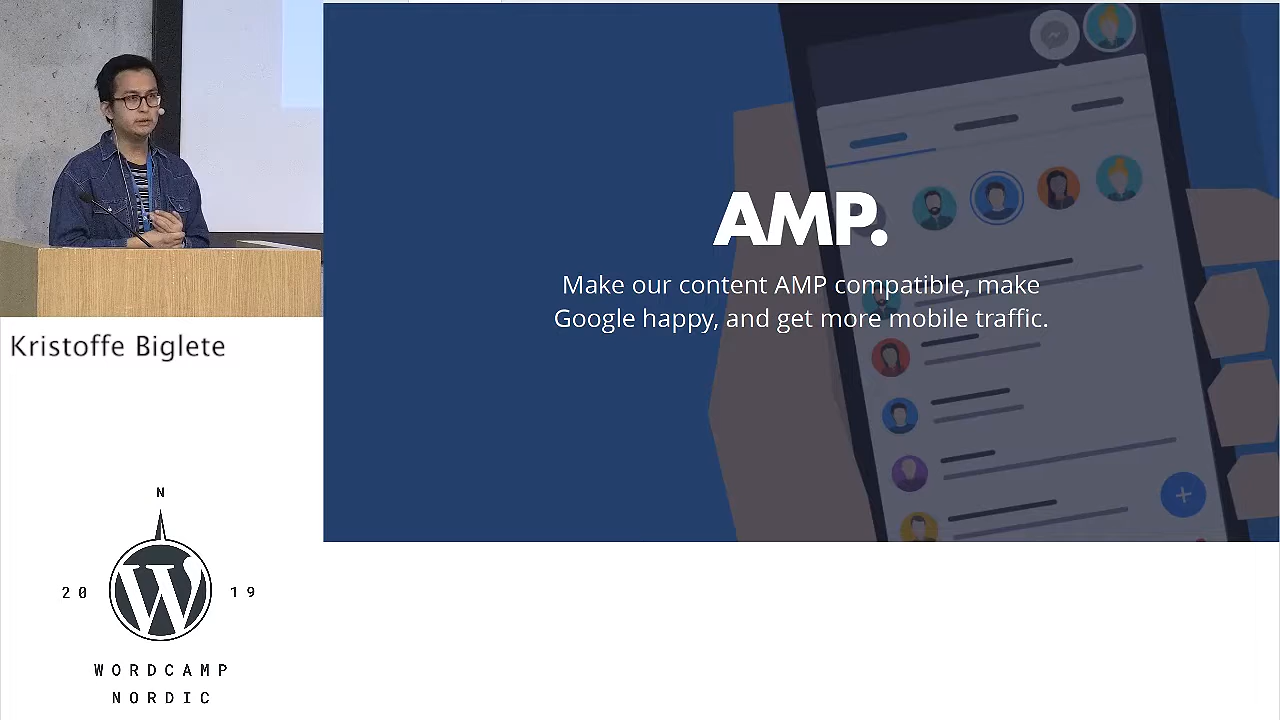 AMP.
Make our content AMP compatible, make
Google happy, and get more mobile traffic.
Kristoffe Biglete
N
20 19
WORDCAMP
NORDIC